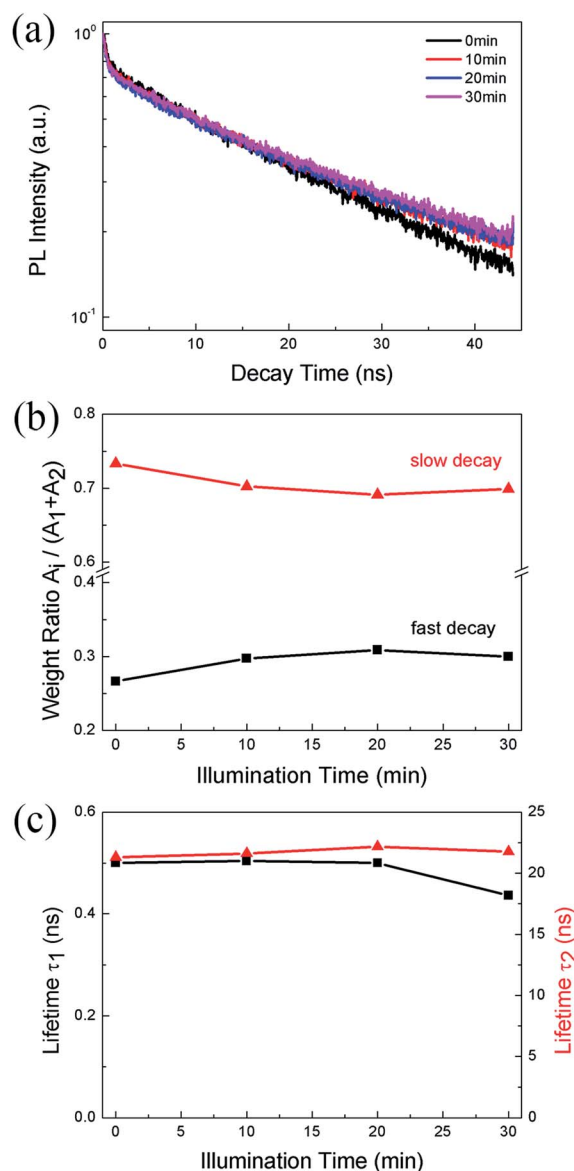 (a)
10⁰
10⁻¹
PL Intensity (a.u.)
0min
10min
20min
30min
0 10 20 30 40
Decay Time (ns)
(b)
0.8
0.7
0.6
0.4
0.3
0.2
Weight Ratio Aᵢ / (A₁+A₂)
slow decay
fast decay
0 5 10 15 20 25 30
Illumination Time (min)
(c)
0.6
0.4
0.2
0.0
Lifetime τ₁ (ns)
25
20
15
10
5
0
Lifetime τ₂ (ns)
0 5 10 15 20 25 30
Illumination Time (min)